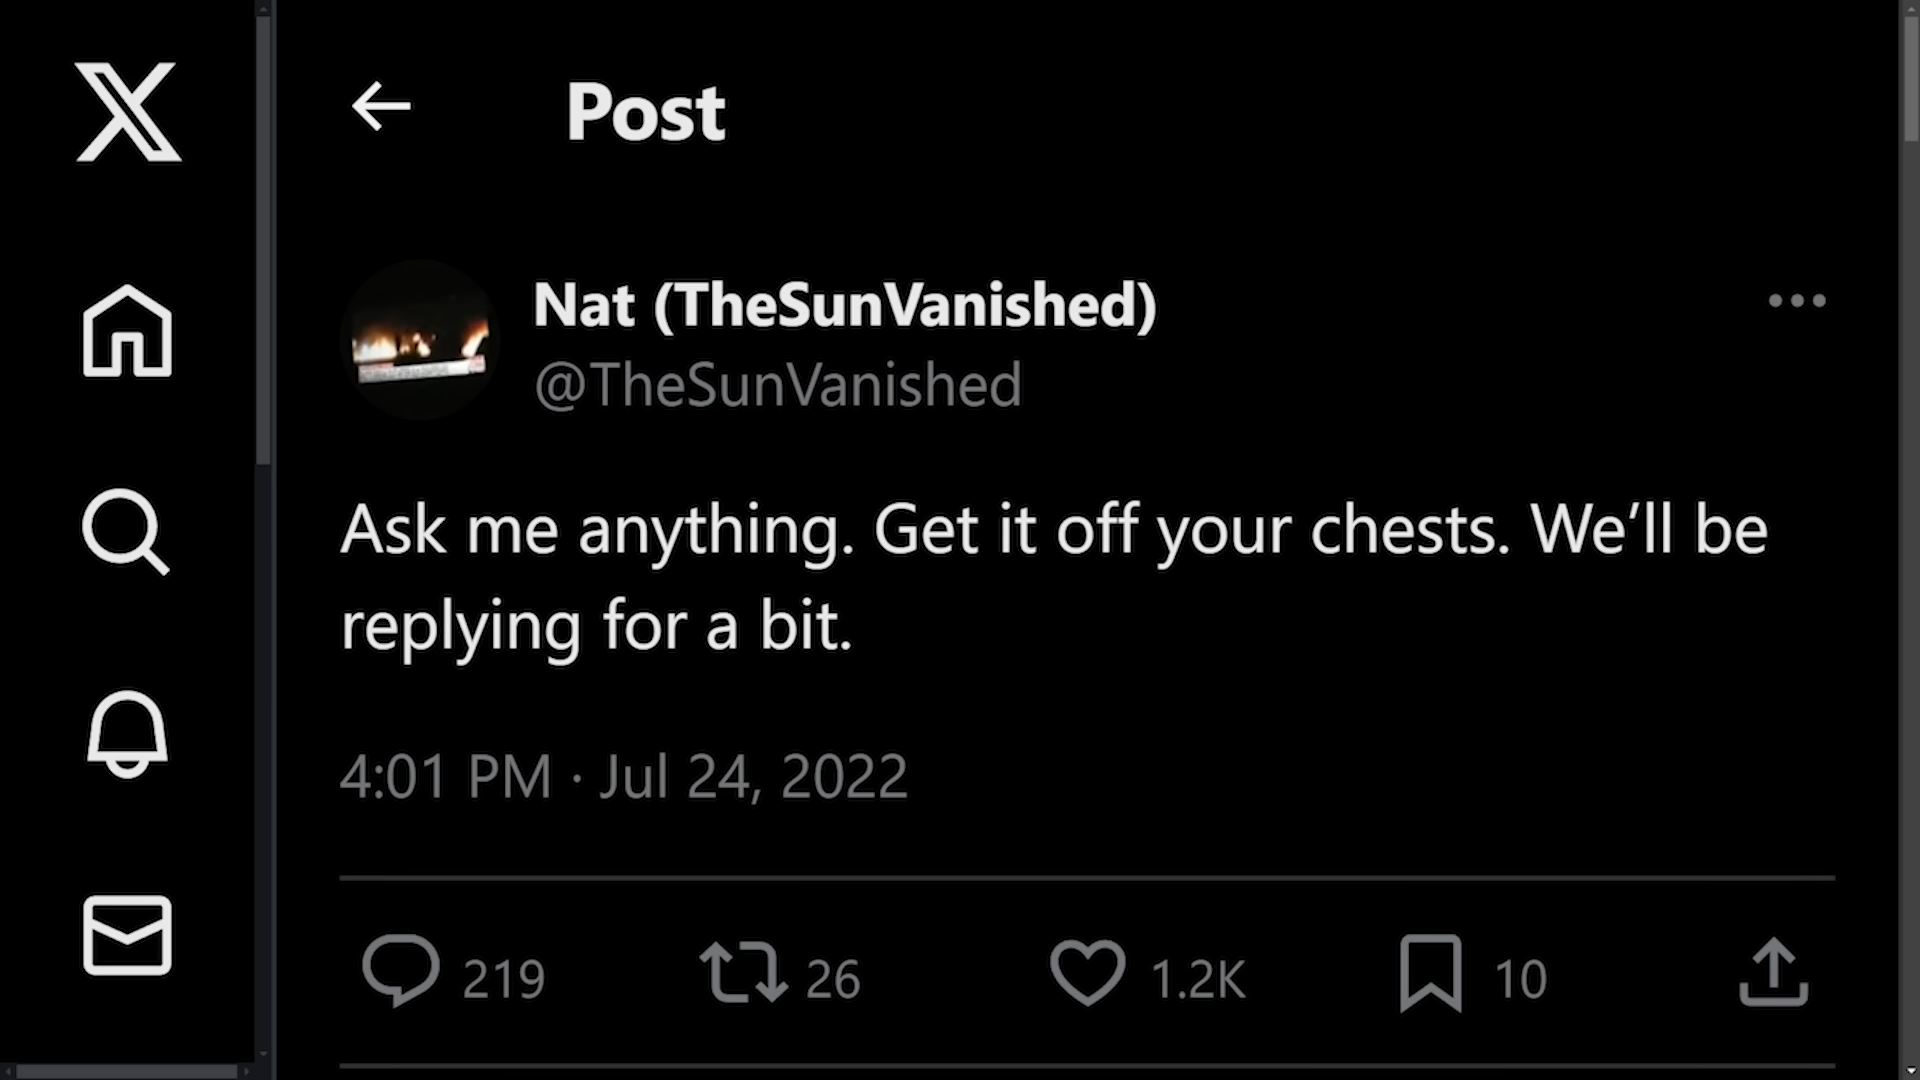 Post
Nat (TheSunVanished)
@TheSunVanished
Ask me anything. Get it off your chests. We’ll be
replying for a bit.
4:01 PM · Jul 24, 2022
219 26 1.2K 10